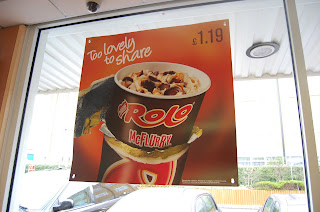 Too lovely
to share
£1.19
ROLO
McFLURRY